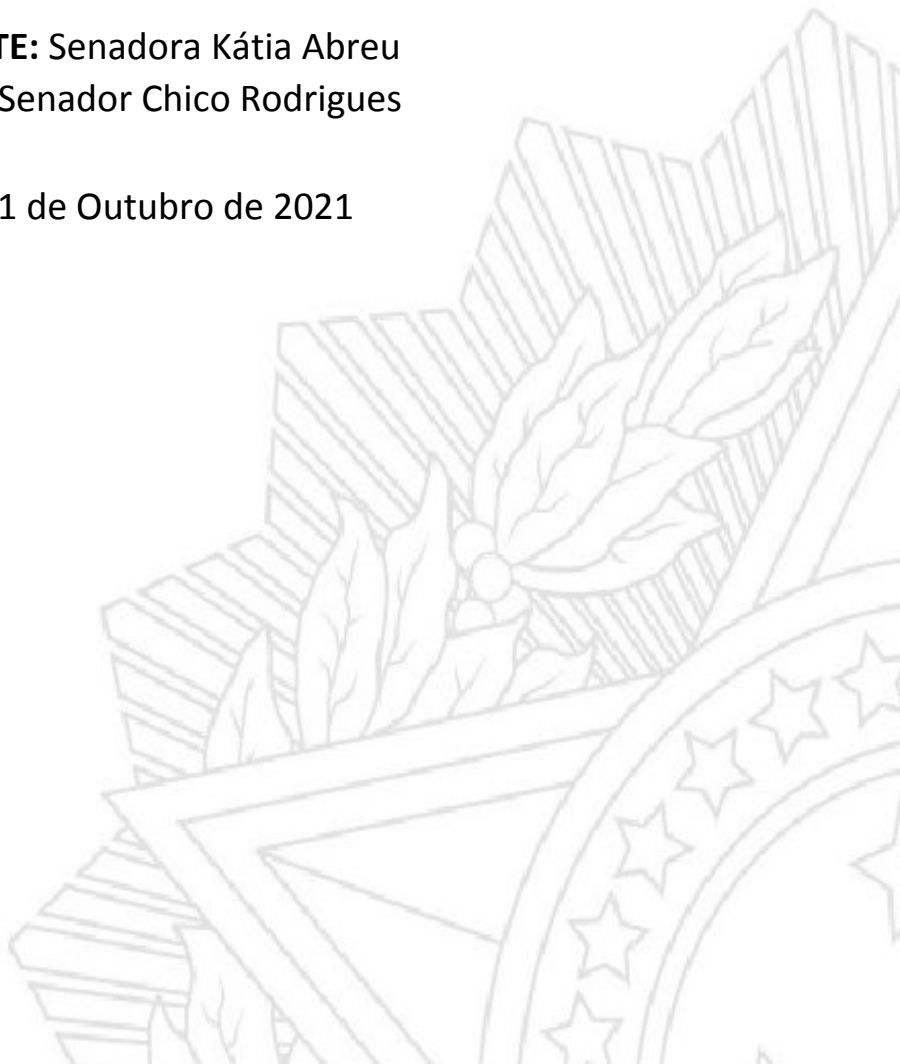 TE: Senadora Kátia Abreu
Senador Chico Rodrigues
1 de Outubro de 2021